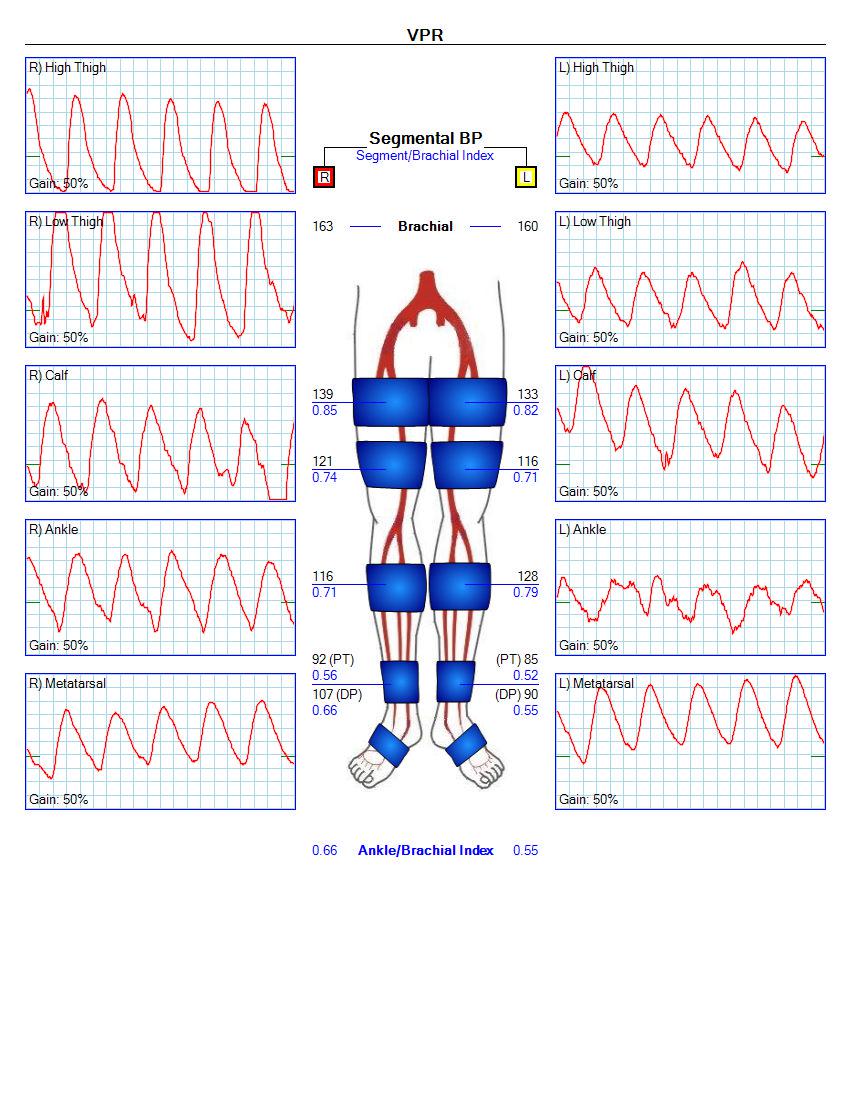 VPR
R) High Thigh
Gain: 50%
L) High Thigh
Gain: 50%
Segmental BP
Segment/Brachial Index
R
L
163 Brachial 160
R) Low Thigh
Gain: 50%
L) Low Thigh
Gain: 50%
R) Calf
Gain: 50%
L) Calf
Gain: 50%
139
0.85
133
0.82
121
0.74
116
0.71
R) Ankle
Gain: 50%
L) Ankle
Gain: 50%
116
0.71
128
0.79
92 (PT)
0.56
107 (DP)
0.66
(PT) 85
0.52
(DP) 90
0.55
R) Metatarsal
Gain: 50%
L) Metatarsal
Gain: 50%
0.66 Ankle/Brachial Index 0.55